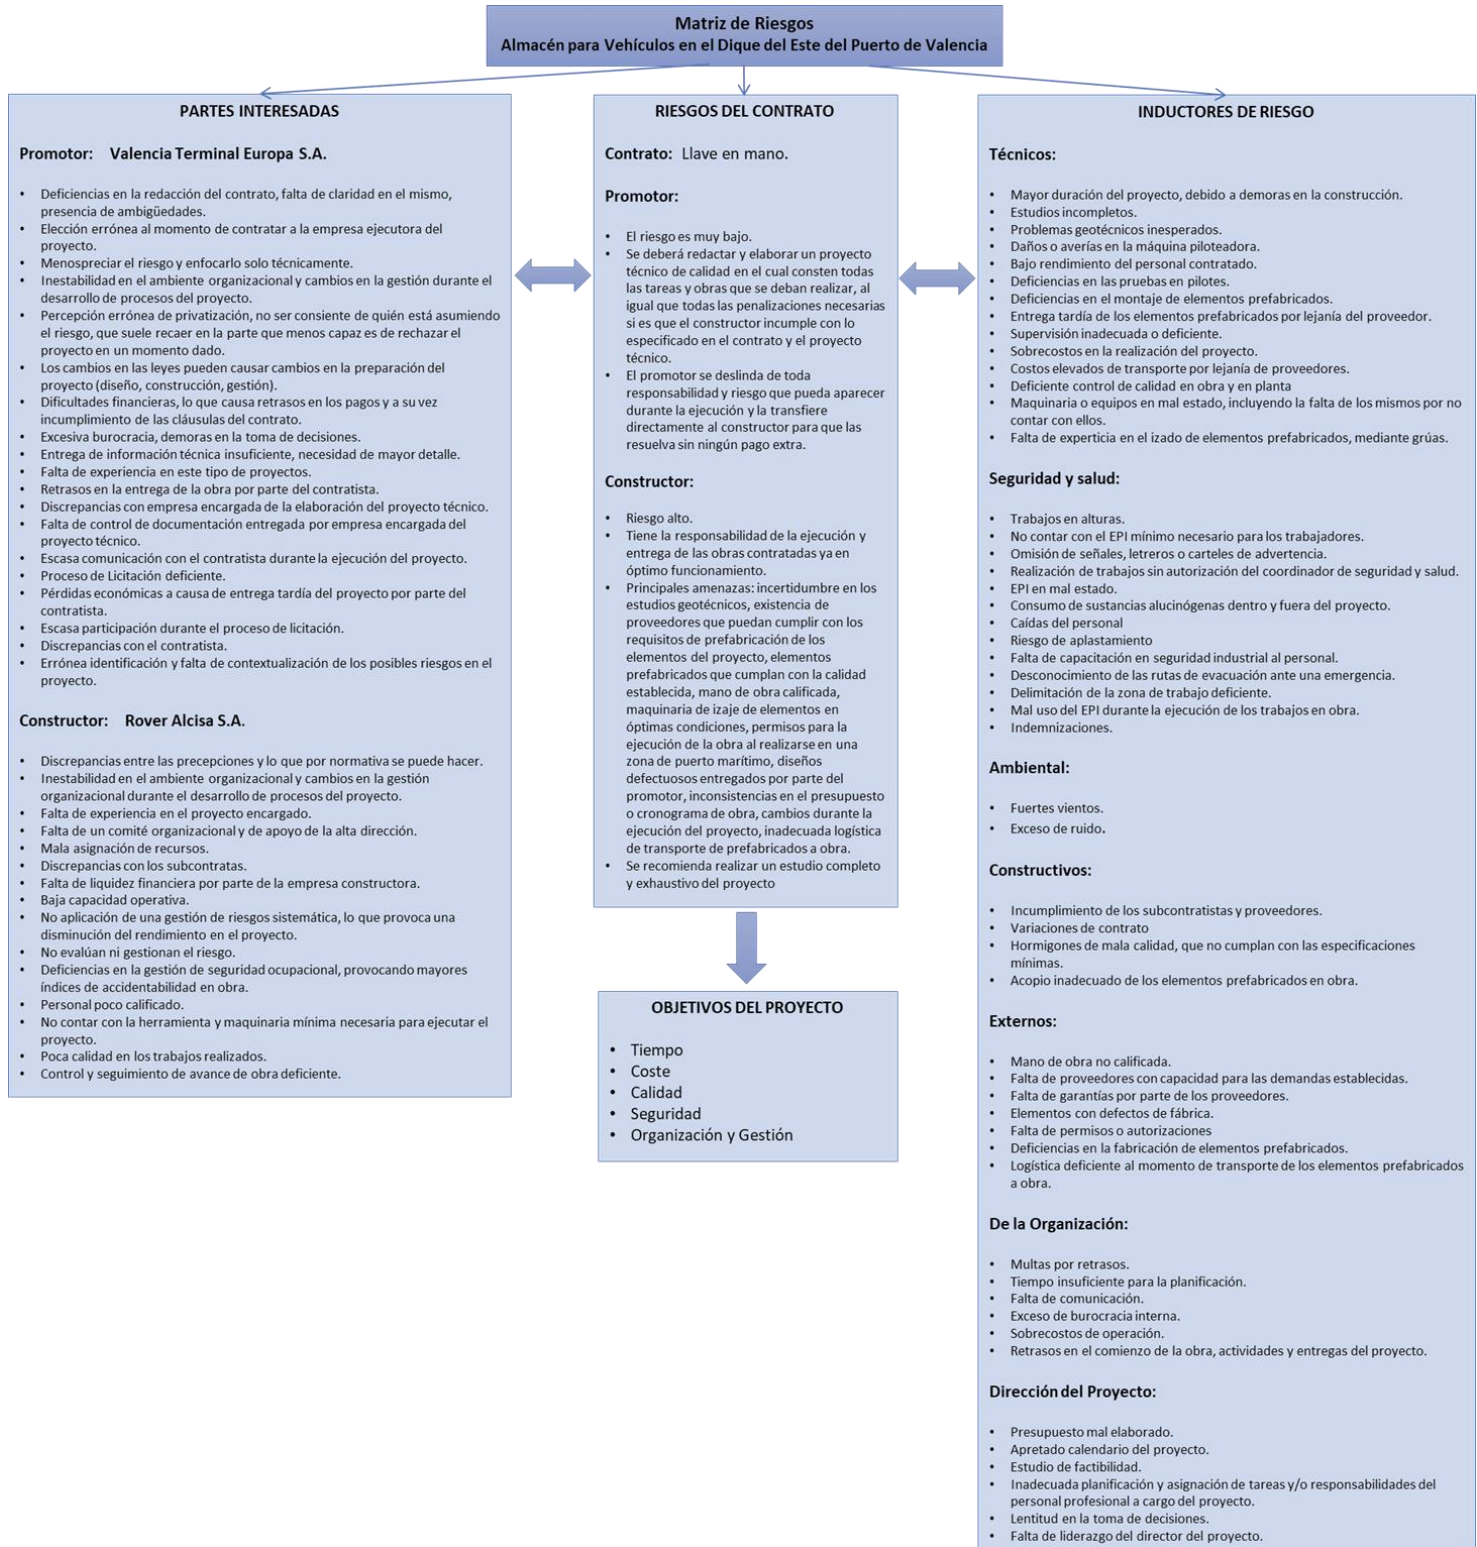 Matriz de Riesgos
Almacén para Vehículos en el Dique del Este del Puerto de Valencia
PARTES INTERESADAS
Promotor: Valencia Terminal Europa S.A.
• Deficiencias en la redacción del contrato, falta de claridad en el mismo,
presencia de ambigüedades.
• Elección errónea al momento de contratar a la empresa ejecutora del
proyecto.
• Menospreciar el riesgo y enfocarlo solo técnicamente.
• Inestabilidad en el ambiente organizacional y cambios en la gestión durante el
desarrollo de procesos del proyecto.
• Percepción errónea de privatización, no ser consiente de quién está asumiendo
el riesgo, que suele recaer en la parte que menos capaz es de rechazar el
proyecto en un momento dado.
• Los cambios en las leyes pueden causar cambios en la preparación del
proyecto (diseño, construcción, gestión).
• Dificultades financieras, lo que causa retrasos en los pagos y a su vez
incumplimiento de las cláusulas del contrato.
• Excesiva burocracia, demoras en la toma de decisiones.
• Entrega de información técnica insuficiente, necesidad de mayor detalle.
• Falta de experiencia en este tipo de proyectos.
• Retrasos en la entrega de la obra por parte del contratista.
• Discrepancias con empresa encargada de la elaboración del proyecto técnico.
• Falta de control de documentación entregada por empresa encargada del
proyecto técnico.
• Escasa comunicación con el contratista durante la ejecución del proyecto.
• Proceso de Licitación deficiente.
• Pérdidas económicas a causa de entrega tardía del proyecto por parte del
contratista.
• Escasa participación durante el proceso de licitación.
• Discrepancias con el contratista.
• Errónea identificación y falta de contextualización de los posibles riesgos en el
proyecto.
Constructor: Rover Alcisa S.A.
• Discrepancias entre las precepciones y lo que por normativa se puede hacer.
• Inestabilidad en el ambiente organizacional y cambios en la gestión
organizacional durante el desarrollo de procesos del proyecto.
• Falta de experiencia en el proyecto encargado.
• Falta de un comité organizacional y de apoyo de la alta dirección.
• Mala asignación de recursos.
• Discrepancias con los subcontratas.
• Falta de liquidez financiera por parte de la empresa constructora.
• Baja capacidad operativa.
• No aplicación de una gestión de riesgos sistemática, lo que provoca una
disminución del rendimiento en el proyecto.
• No evalúan ni gestionan el riesgo.
• Deficiencias en la gestión de seguridad ocupacional, provocando mayores
índices de accidentabilidad en obra.
• Personal poco calificado.
• No contar con la herramienta y maquinaria mínima necesaria para ejecutar el
proyecto.
• Poca calidad en los trabajos realizados.
• Control y seguimiento de avance de obra deficiente.
RIESGOS DEL CONTRATO
Contrato: Llave en mano.
Promotor:
• El riesgo es muy bajo.
• Se deberá redactar y elaborar un proyecto
técnico de calidad en el cual consten todas
las tareas y obras que se deban realizar, al
igual que todas las penalizaciones necesarias
si es que el constructor incumple con lo
especificado en el contrato y el proyecto
técnico.
• El promotor se deslinda de toda
responsabilidad y riesgo que pueda aparecer
durante la ejecución y la transfiere
directamente al constructor para que las
resuelva sin ningún pago extra.
Constructor:
• Riesgo alto.
• Tiene la responsabilidad de la ejecución y
entrega de las obras contratadas ya en
óptimo funcionamiento.
• Principales amenazas: incertidumbre en los
estudios geotécnicos, existencia de
proveedores que puedan cumplir con los
requisitos de prefabricación de los
elementos del proyecto, elementos
prefabricados que cumplan con la calidad
establecida, mano de obra calificada,
maquinaria de izaje de elementos en
óptimas condiciones, permisos para la
ejecución de la obra al realizarse en una
zona de puerto marítimo, diseños
defectuosos entregados por parte del
promotor, inconsistencias en el presupuesto
o cronograma de obra, cambios durante la
ejecución del proyecto, inadecuada logística
de transporte de prefabricados a obra.
• Se recomienda realizar un estudio completo
y exhaustivo del proyecto
OBJETIVOS DEL PROYECTO
• Tiempo
• Coste
• Calidad
• Seguridad
• Organización y Gestión
INDUCTORES DE RIESGO
Técnicos:
• Mayor duración del proyecto, debido a demoras en la construcción.
• Estudios incompletos.
• Problemas geotécnicos inesperados.
• Daños o averías en la máquina piloteadora.
• Bajo rendimiento del personal contratado.
• Deficiencias en las pruebas en pilotes.
• Deficiencias en el montaje de elementos prefabricados.
• Entrega tardía de los elementos prefabricados por lejanía del proveedor.
• Supervisión inadecuada o deficiente.
• Sobrecostos en la realización del proyecto.
• Costos elevados de transporte por lejanía de proveedores.
• Deficiente control de calidad en obra y en planta
• Maquinaria o equipos en mal estado, incluyendo la falta de los mismos por no
contar con ellos.
• Falta de experticia en el izado de elementos prefabricados, mediante grúas.
Seguridad y salud:
• Trabajos en alturas.
• No contar con el EPI mínimo necesario para los trabajadores.
• Omisión de señales, letreros o carteles de advertencia.
• Realización de trabajos sin autorización del coordinador de seguridad y salud.
• EPI en mal estado.
• Consumo de sustancias alucinógenas dentro y fuera del proyecto.
• Caídas del personal
• Riesgo de aplastamiento
• Falta de capacitación en seguridad industrial al personal.
• Desconocimiento de las rutas de evacuación ante una emergencia.
• Delimitación de la zona de trabajo deficiente.
• Mal uso del EPI durante la ejecución de los trabajos en obra.
• Indemnizaciones.
Ambiental:
• Fuertes vientos.
• Exceso de ruido.
Constructivos:
• Incumplimiento de los subcontratistas y proveedores.
• Variaciones de contrato
• Hormigones de mala calidad, que no cumplan con las especificaciones
mínimas.
• Acopio inadecuado de los elementos prefabricados en obra.
Externos:
• Mano de obra no calificada.
• Falta de proveedores con capacidad para las demandas establecidas.
• Falta de garantías por parte de los proveedores.
• Elementos con defectos de fábrica.
• Falta de permisos o autorizaciones
• Deficiencias en la fabricación de elementos prefabricados.
• Logística deficiente al momento de transporte de los elementos prefabricados
a obra.
De la Organización:
• Multas por retrasos.
• Tiempo insuficiente para la planificación.
• Falta de comunicación.
• Exceso de burocracia interna.
• Sobrecostos de operación.
• Retrasos en el comienzo de la obra, actividades y entregas del proyecto.
Dirección del Proyecto:
• Presupuesto mal elaborado.
• Apretado calendario del proyecto.
• Estudio de factibilidad.
• Inadecuada planificación y asignación de tareas y/o responsabilidades del
personal profesional a cargo del proyecto.
• Lentitud en la toma de decisiones.
• Falta de liderazgo del director del proyecto.